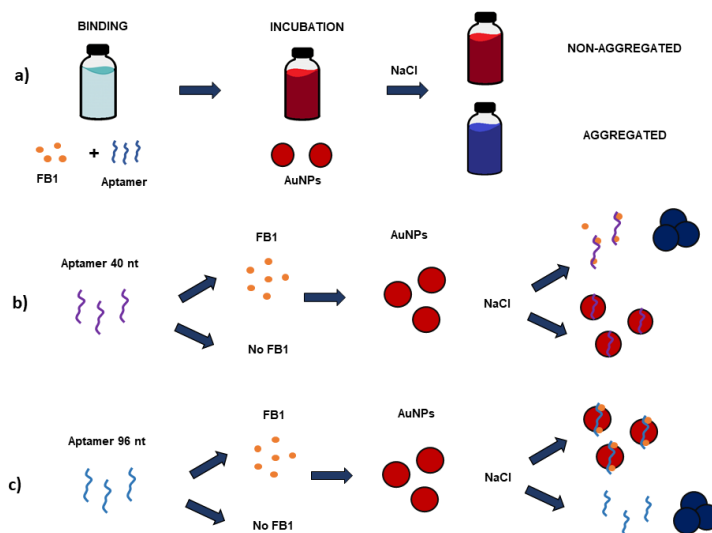 BINDING
INCUBATION
NON-AGGREGATED
a)
NaCl
AGGREGATED
+
FB1
Aptamer
AuNPs
FB1
AuNPs
Aptamer 40 nt
b)
NaCl
No FB1
FB1
AuNPs
Aptamer 96 nt
NaCl
c)
No FB1